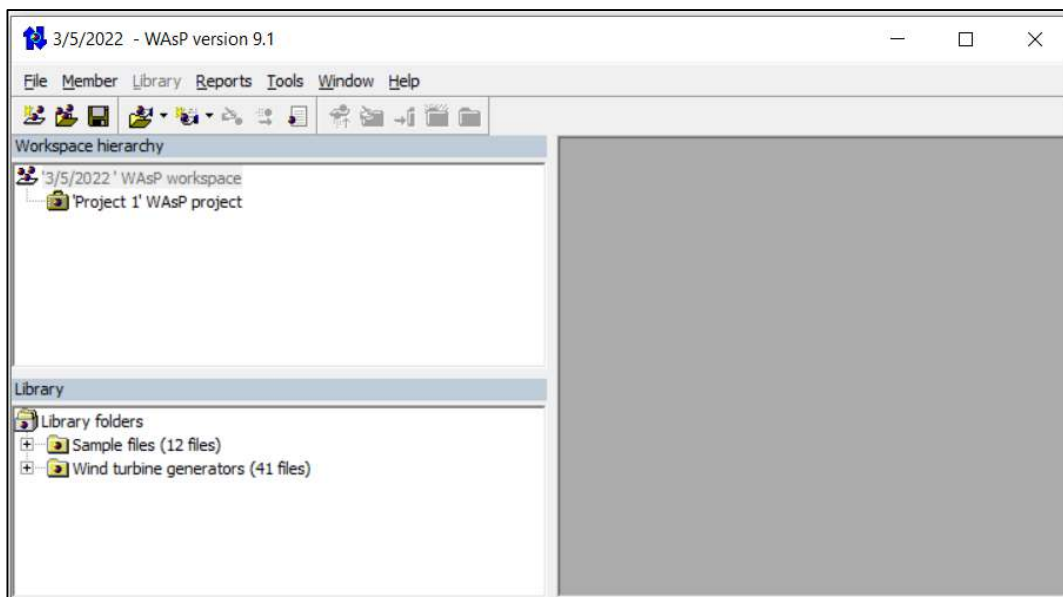 3/5/2022 - WAsP version 9.1
File Member Library Reports Tools Window Help
Workspace hierarchy
'3/5/2022 ' WAsP workspace
'Project 1' WAsP project
Library
Library folders
Sample files (12 files)
Wind turbine generators (41 files)